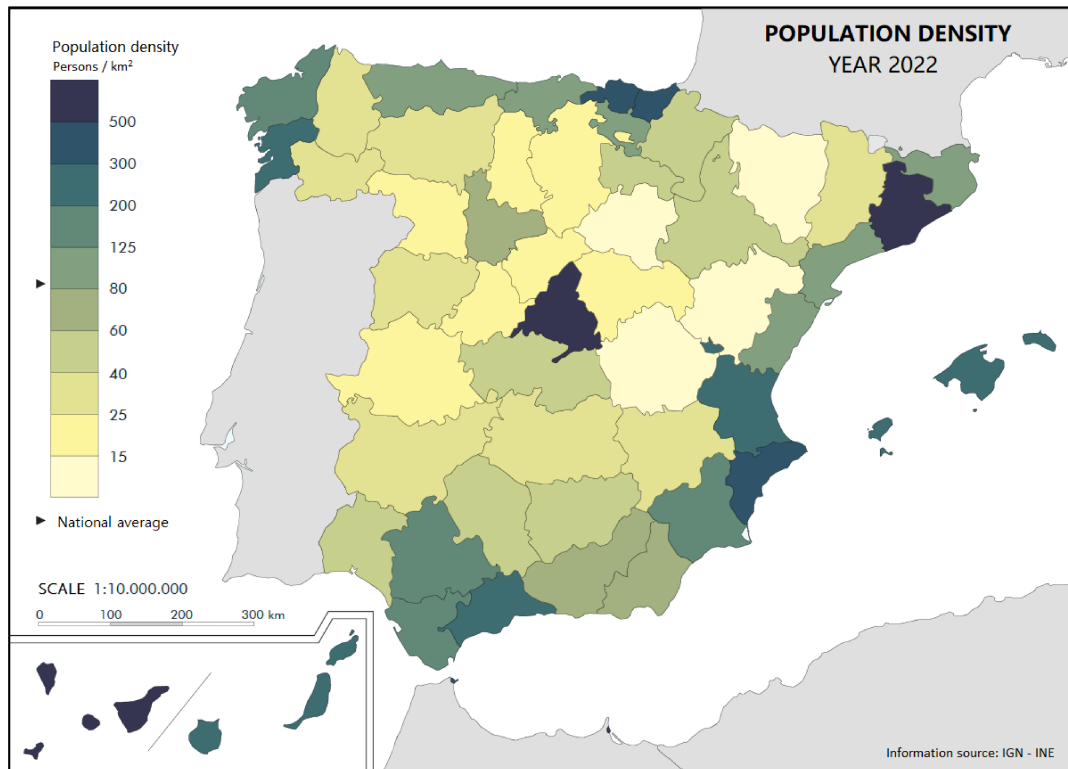 POPULATION DENSITY
YEAR 2022
Population density
Persons / km²
500
300
200
125
80
60
40
25
15
National average
SCALE 1:10.000.000
0 100 200 300 km
Information source: IGN - INE